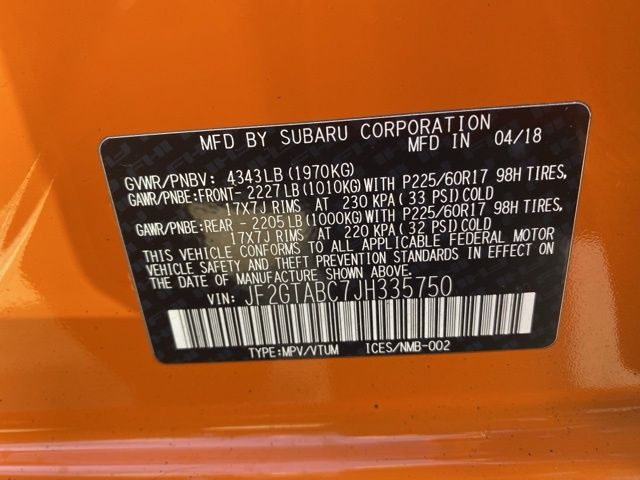 MFD BY SUBARU CORPORATION
MFD IN 04/18
GVWR/PNBV: 4343LB(1970KG)
GAWR/PNBE:FRONT- 2227LB(1010KG)WITH P225/60R17 98H TIRES,
17X7J RIMS AT 230 KPA(33 PSI)COLD
GAWR/PNBE:REAR - 2205LB(1000KG)WITH P225/60R17 98H TIRES,
17X7J RIMS AT 220 KPA(32 PSI)COLD
THIS VEHICLE CONFORMS TO ALL APPLICABLE FEDERAL MOTOR
VEHICLE SAFETY AND THEFT PREVENTION STANDARDS IN EFFECT ON
THE DATE OF MANUFACTURE SHOWN ABOVE.
VIN: JF2GTABC7JH335750
TYPE:MPV/VTUM ICES/NMB-002